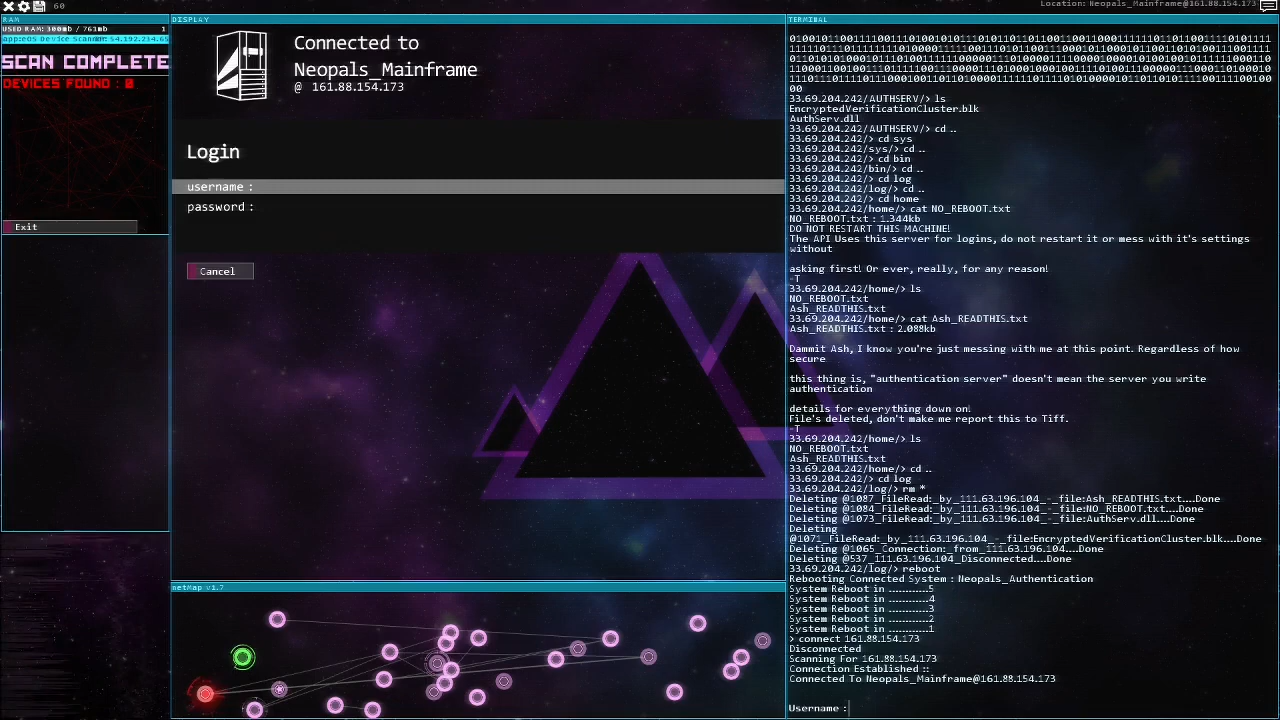 60
Location: Neopals_Mainframe@161.88.154.173
RAM
USED RAM: 300mb / 761mb
1
SCAN COMPLETE
DEVICES FOUND : 0
Exit
DISPLAY
Connected to
Neopals_Mainframe
@ 161.88.154.173
Login
username :
password :
Cancel
netMap v1.7
TERMINAL
00
33.69.204.242/AUTHSERV/> ls
EncryptedVerificationCluster.blk
AuthServ.dll
33.69.204.242/AUTHSERV/> cd ..
33.69.204.242/> cd sys
33.69.204.242/sys/> cd ..
33.69.204.242/> cd bin
33.69.204.242/bin/> cd ..
33.69.204.242/> cd log
33.69.204.242/log/> cd ..
33.69.204.242/> cd home
33.69.204.242/home/> cat NO_REBOOT.txt
NO_REBOOT.txt : 1.344kb
DO NOT RESTART THIS MACHINE!
The API Uses this server for logins, do not restart it or mess with it's settings
without
asking first! Or ever, really, for any reason!
-T
33.69.204.242/home/> ls
NO_REBOOT.txt
Ash_READTHIS.txt
33.69.204.242/home/> cat Ash_READTHIS.txt
Ash_READTHIS.txt : 2.088kb
Dammit Ash, I know you're just messing with me at this point. Regardless of how
secure
this thing is, "authentication server" doesn't mean the server you write
authentication
details for everything down on!
File's deleted, don't make me report this to Tiff.
-T
33.69.204.242/home/> ls
NO_REBOOT.txt
Ash_READTHIS.txt
33.69.204.242/home/> cd ..
33.69.204.242/> cd log
33.69.204.242/log/> rm *
Deleting @1087_FileRead:_by_111.63.196.104_-_file:Ash_READTHIS.txt....Done
Deleting @1084_FileRead:_by_111.63.196.104_-_file:NO_REBOOT.txt....Done
Deleting @1073_FileRead:_by_111.63.196.104_-_file:AuthServ.dll....Done
Deleting
@1071_FileRead:_by_111.63.196.104_-_file:EncryptedVerificationCluster.blk....Done
Deleting @1065_Connection:_from_111.63.196.104....Done
Deleting @537_111.63.196.104_Disconnected....Done
33.69.204.242/log/> reboot
Rebooting Connected System : Neopals_Authentication
System Reboot in ............5
System Reboot in ............4
System Reboot in ............3
System Reboot in ............2
System Reboot in ............1
> connect 161.88.154.173
Disconnected
Scanning For 161.88.154.173
Connection Established ::
Connected To Neopals_Mainframe@161.88.154.173
Username :